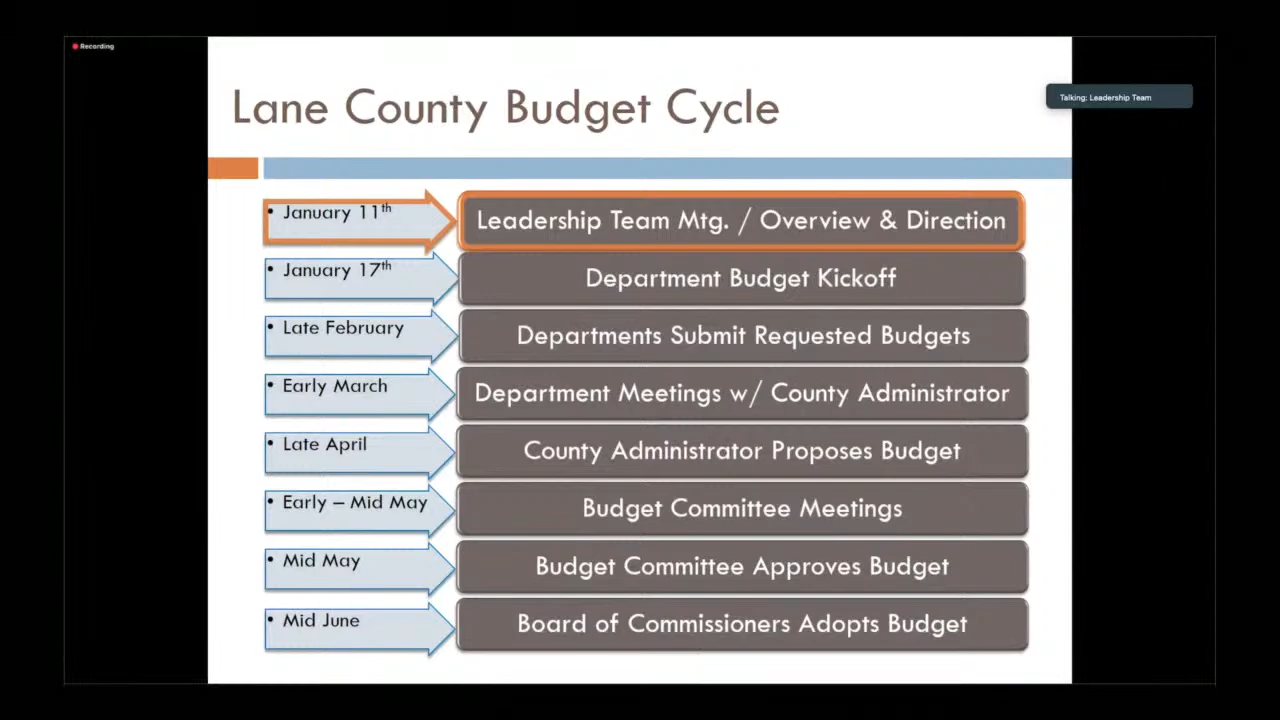 Recording
Lane County Budget Cycle
Talking: Leadership Team
• January 11th
Leadership Team Mtg. / Overview & Direction
• January 17th
Department Budget Kickoff
• Late February
Departments Submit Requested Budgets
• Early March
Department Meetings w/ County Administrator
• Late April
County Administrator Proposes Budget
• Early – Mid May
Budget Committee Meetings
• Mid May
Budget Committee Approves Budget
• Mid June
Board of Commissioners Adopts Budget